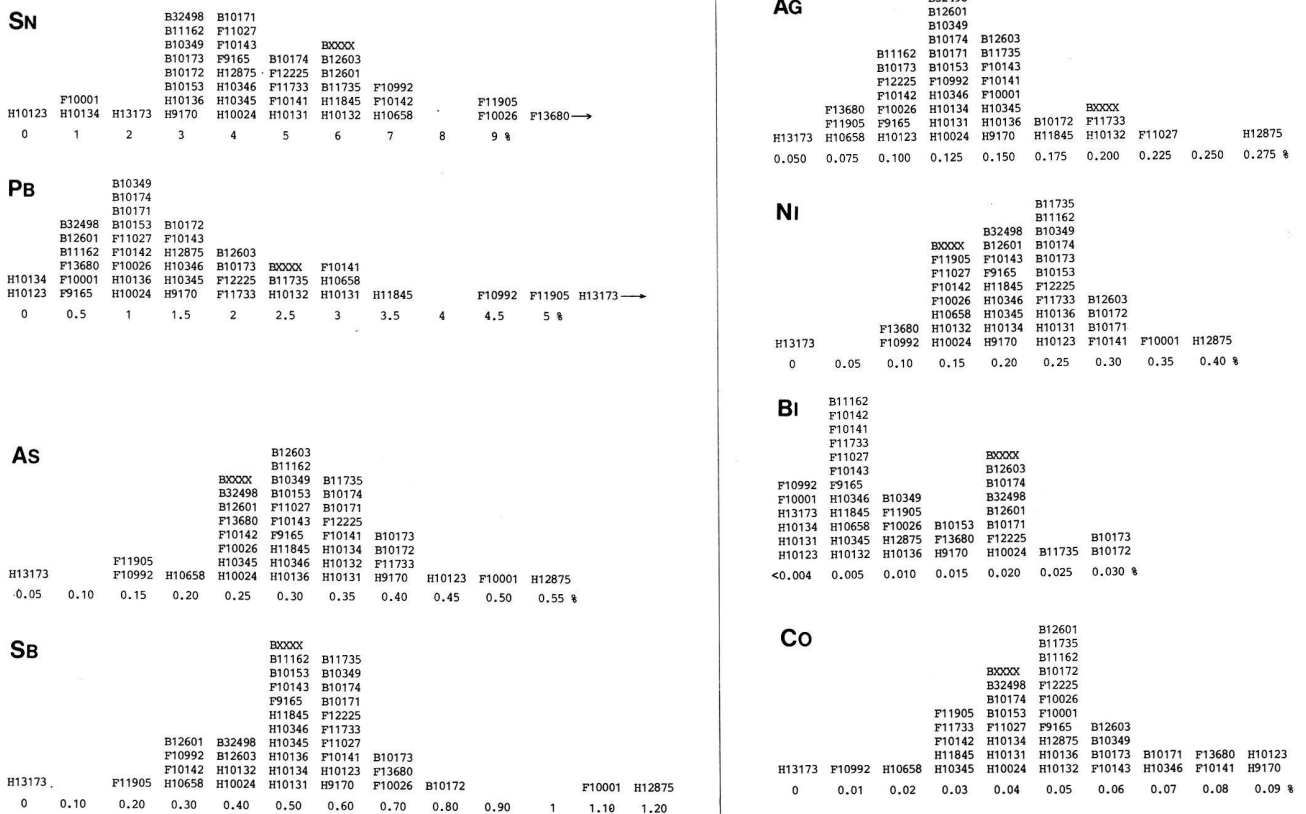 SN
B32498 B10171
B11162 F11027
B10349 F10143 BXXXX
B10173 F9165 B10174 B12603
B10172 H12875 F12225 B12601
B10153 H10346 F11733 B11735 F10992
F10001 H10136 H10345 F10141 H11845 F10142 F11905
H10123 H10134 H13173 H9170 H10024 H10131 H10132 H10658 F10026 F13680→
0 1 2 3 4 5 6 7 8 9 %
PB
B10349
B10174
B10171
B32498 B10153 B10172
B12601 F11027 F10143
B11162 F10142 H12875 B12603
F13680 F10026 H10346 B10173 BXXXX F10141
H10134 F10001 H10136 H10345 F12225 B11735 H10658
H10123 F9165 H10024 H9170 F11733 H10132 H10131 H11845 F10992 F11905 H13173→
0 0.5 1 1.5 2 2.5 3 3.5 4 4.5 5 %
AS
B12603
B11162
BXXXX B10349 B11735
B32498 B10153 B10174
B12601 F11027 B10171
F13680 F10143 F12225
F10142 F9165 F10141 B10173
F10026 H11845 H10134 B10172
F11905 H10345 H10346 H10132 F11733
H13173 F10992 H10658 H10024 H10136 H10131 H9170 H10123 F10001 H12875
0.05 0.10 0.15 0.20 0.25 0.30 0.35 0.40 0.45 0.50 0.55 %
SB
BXXXX
B11162 B11735
B10153 B10349
F10143 B10174
F9165 B10171
H11845 F12225
H10346 F11733
B12601 B32498 H10345 F11027
F10992 B12603 H10136 F10141 B10173
F10142 H10132 H10134 H10123 F13680
H13173 F11905 H10658 H10024 H10131 H9170 F10026 B10172 F10001 H12875
0 0.10 0.20 0.30 0.40 0.50 0.60 0.70 0.80 0.90 1 1.10 1.20
AG
B12601
B10349
B10174 B12603
B11162 B10171 B11735
B10173 B10153 F10143
F12225 F10992 F10141
F10142 H10346 F10001
F13680 F10026 H10134 H10345 BXXXX
F11905 F9165 H10131 H10136 B10172 F11733
H13173 H10658 H10123 H10024 H9170 H11845 H10132 F11027 H12875
0.050 0.075 0.100 0.125 0.150 0.175 0.200 0.225 0.250 0.275 %
NI
B11735
B11162
B32498 B10349
BXXXX B12601 B10174
F11905 F10143 B10173
F11027 F9165 B10153
F10142 H11845 F12225
F10026 H10346 F11733 B12603
H10658 H10345 H10136 B10172
F13680 H10132 H10134 H10131 B10171
H13173 F10992 H10024 H9170 H10123 F10141 F10001 H12875
0 0.05 0.10 0.15 0.20 0.25 0.30 0.35 0.40 %
BI
B11162
F10142
F10141
F11733
F11027 BXXXX
F10143 B12603
F10992 F9165 B10174
F10001 H10346 B10349 B32498
H13173 H11845 F11905 B12601
H10134 H10658 F10026 B10153 B10171
H10131 H10345 H12875 F13680 F12225 B10173
H10123 H10132 H10136 H9170 H10024 B11735 B10172
<0.004 0.005 0.010 0.015 0.020 0.025 0.030 %
CO
B12601
B11735
B11162
BXXXX B10172
B32498 F12225
B10174 F10026
F11905 B10153 F10001
F11733 F11027 F9165 B12603
F10142 H10134 H12875 B10349
H11845 H10131 H10136 B10173 B10171 F13680 H10123
H13173 F10992 H10658 H10345 H10024 H10132 F10143 H10346 F10141 H9170
0 0.01 0.02 0.03 0.04 0.05 0.06 0.07 0.08 0.09 %